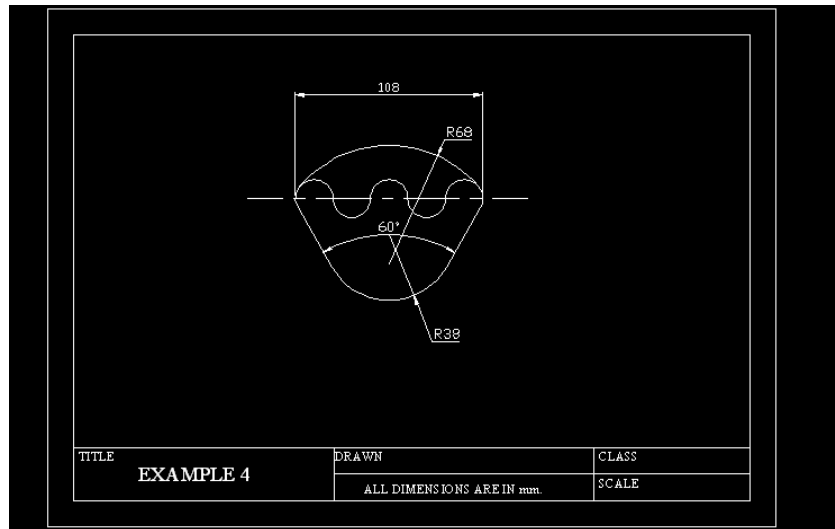 108
R68
60°
R38
TITLE
EXAMPLE 4
DRAWN
ALL DIMENSIONS ARE IN mm.
CLASS
SCALE